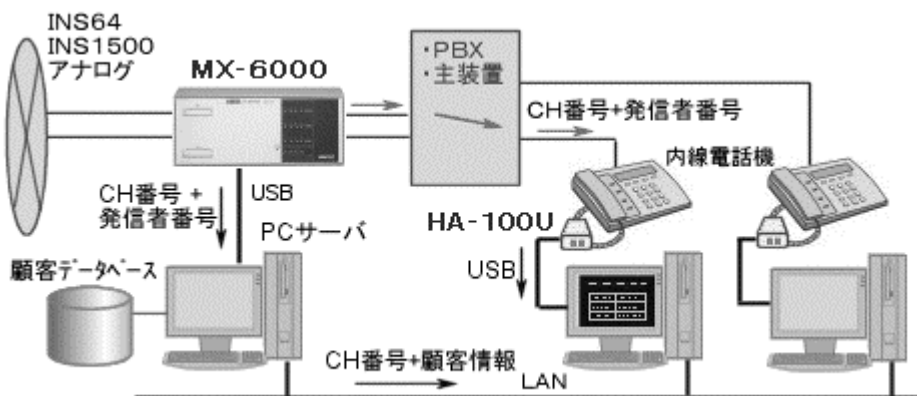 INS64
INS1500
アナログ
MX-6000
・PBX
・主装置
CH番号+発信者番号
内線電話機
CH番号+
発信者番号
USB
PCサーバ
HA-100U
USB
顧客データベース
CH番号+顧客情報
LAN